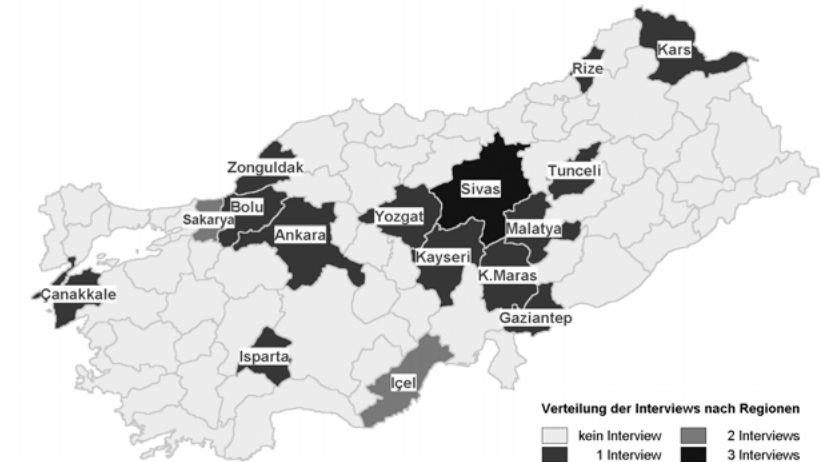 Kars
Rize
Zonguldak
Tunceli
Sivas
Bolu
Sakarya
Yozgat
Malatya
Ankara
Kayseri
K.Maras
Çanakkale
Gaziantep
Isparta
Içel
Verteilung der Interviews nach Regionen
kein Interview 2 Interviews
1 Interview 3 Interviews